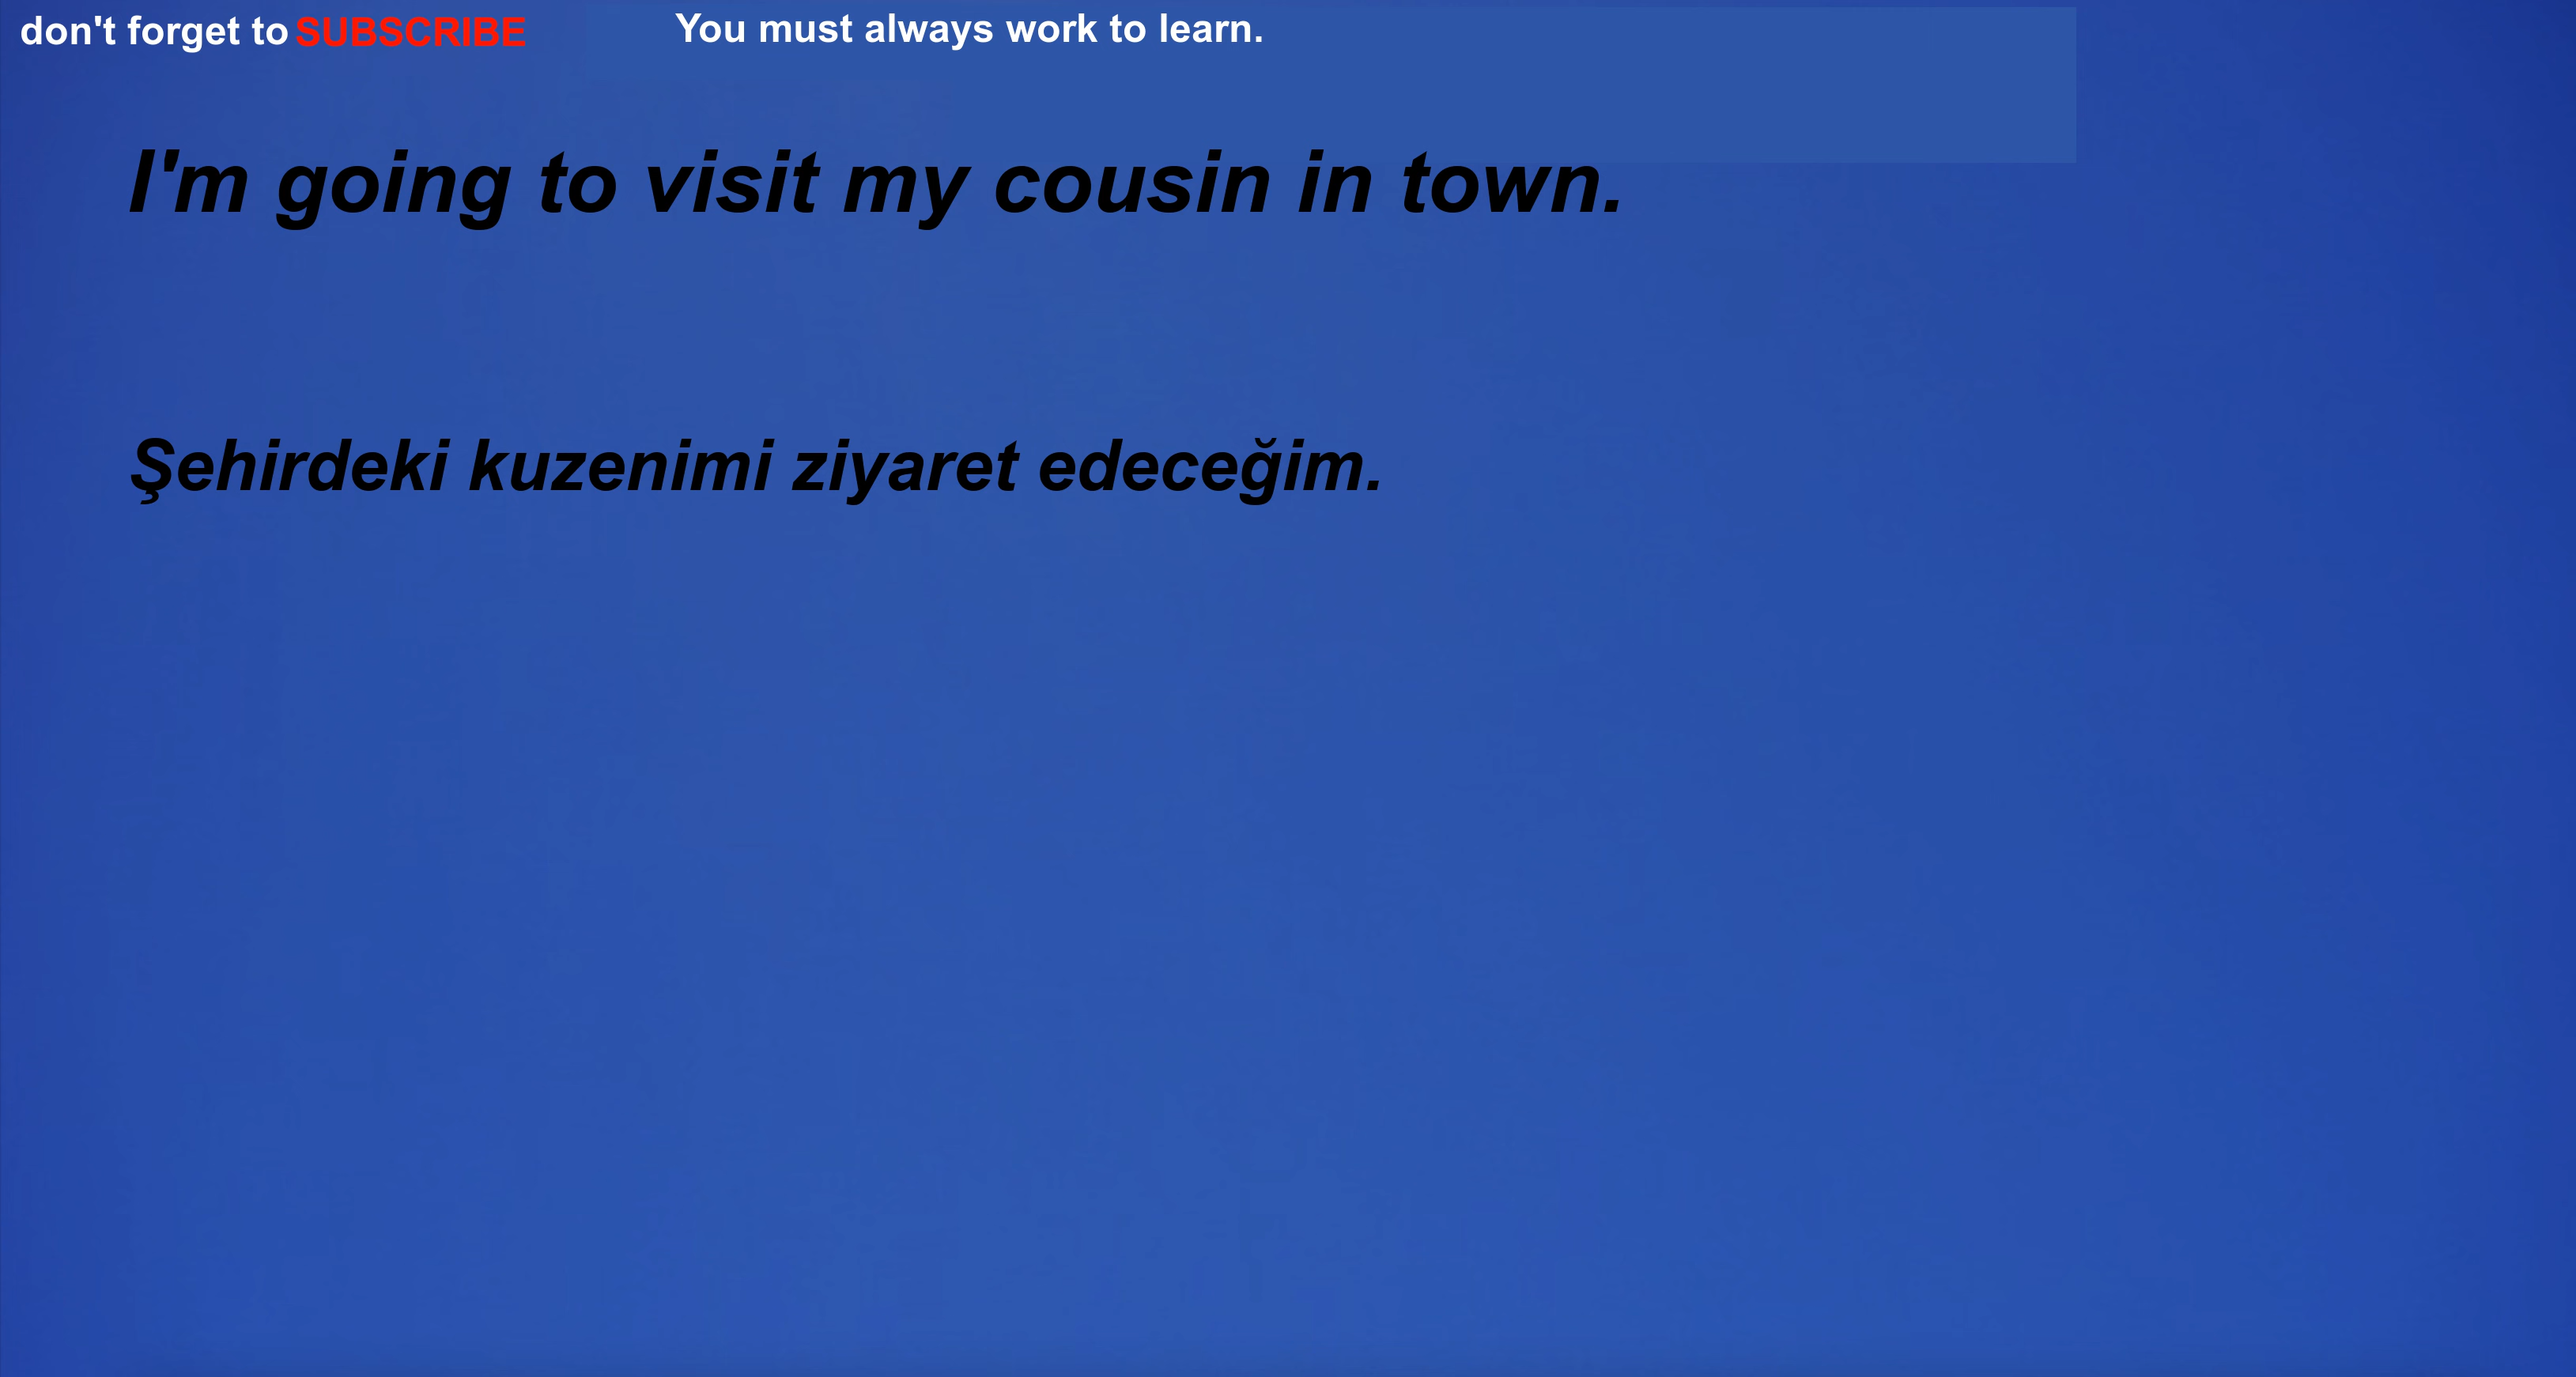 don't forget to SUBSCRIBE You must always work to learn.
I'm going to visit my cousin in town.
Şehirdeki kuzenimi ziyaret edeceğim.